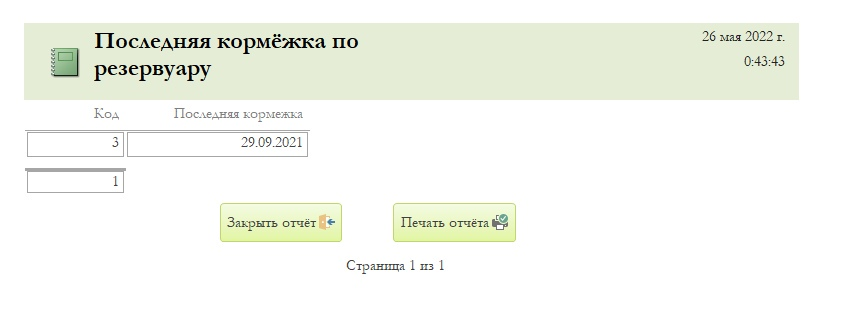 Последняя кормёжка по
резервуару
26 мая 2022 г.
0:43:43
Код Последняя кормежка
3 29.09.2021
1
Закрыть отчёт Печать отчёта
Страница 1 из 1